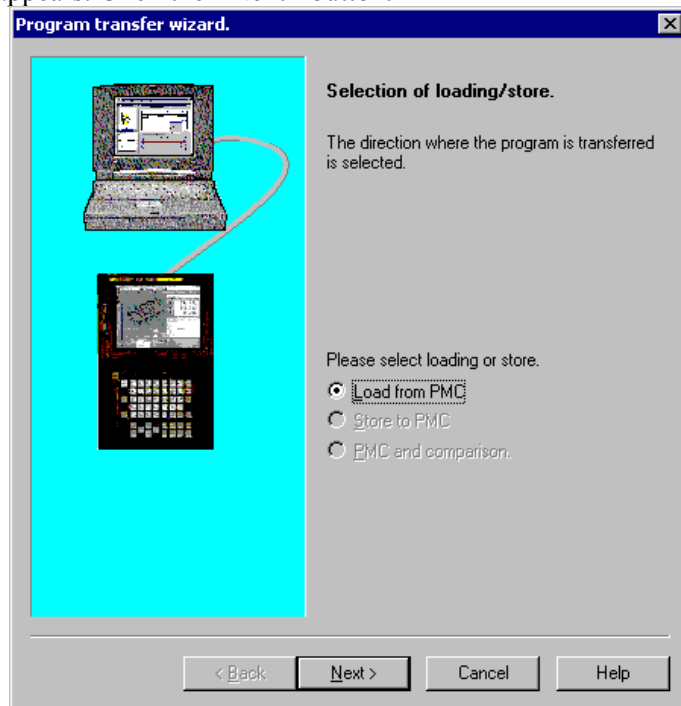 Program transfer wizard.
Selection of loading/store.
The direction where the program is transferred
is selected.
Please select loading or store.
Load from PMC
Store to PMC
PMC and comparison.
< Back
Next >
Cancel
Help